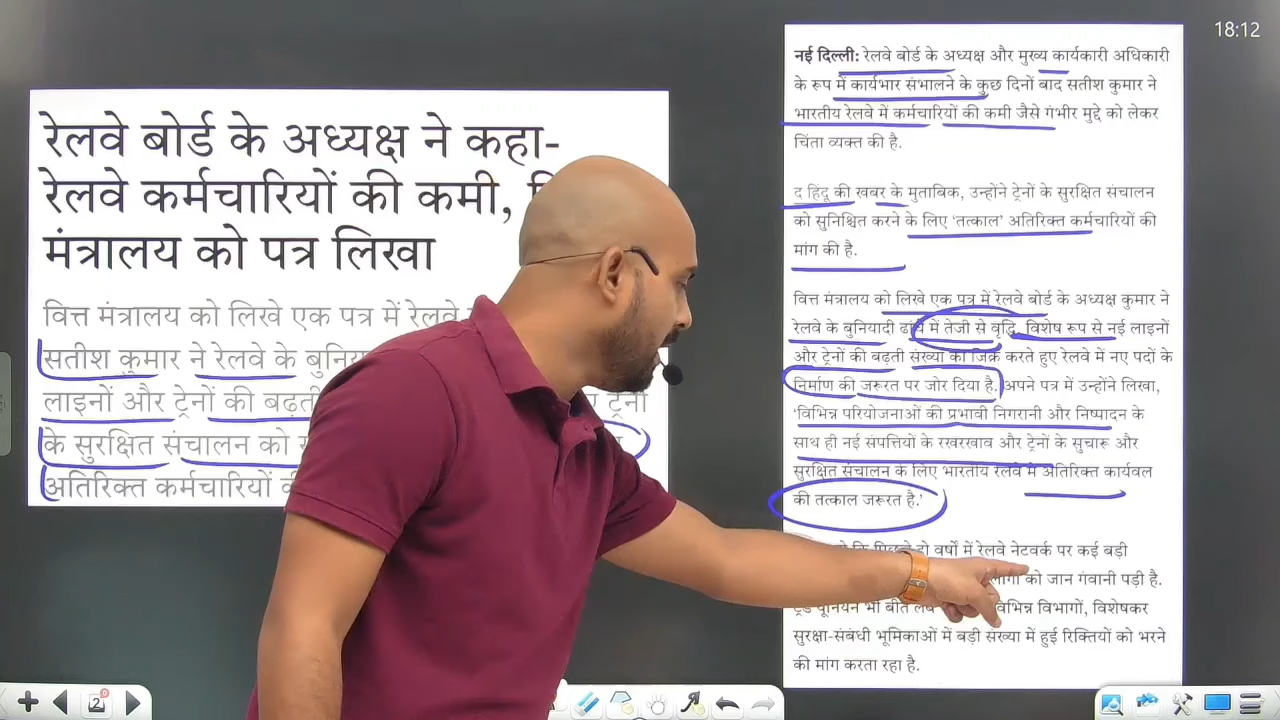 रेलवे बोर्ड के अध्यक्ष ने कहा-
रेलवे कर्मचारियों की कमी,
मंत्रालय को पत्र लिखा
वित्त मंत्रालय को लिखे एक पत्र में रेलवे
सतीश कुमार ने रेलवे के
लाइनों और ट्रेनों की बढ़ती ट्रेनों
के सुरक्षित संचालन को
अतिरिक्त कर्मचारियों
18:12
नई दिल्ली: रेलवे बोर्ड के अध्यक्ष और मुख्य कार्यकारी अधिकारी
के रूप में कार्यभार संभालने के कुछ दिनों बाद सतीश कुमार ने
भारतीय रेलवे में कर्मचारियों की कमी जैसे गंभीर मुद्दे को लेकर
चिंता व्यक्त की है.
द हिंदू की खबर के मुताबिक, उन्होंने ट्रेनों के सुरक्षित संचालन
को सुनिश्चित करने के लिए 'तत्काल' अतिरिक्त कर्मचारियों की
मांग की है.
वित्त मंत्रालय को लिखे एक पत्र में रेलवे बोर्ड के अध्यक्ष कुमार ने
रेलवे के बुनियादी ढांचे में तेजी से वृद्धि, विशेष रूप से नई लाइनों
और ट्रेनों की बढ़ती संख्या का जिक्र करते हुए रेलवे में नए पदों के
निर्माण की जरूरत पर जोर दिया है. अपने पत्र में उन्होंने लिखा,
'विभिन्न परियोजनाओं की प्रभावी निगरानी और निष्पादन के
साथ ही नई संपत्तियों के रखरखाव और ट्रेनों के सुचारू और
सुरक्षित संचालन के लिए भारतीय रेलवे में अतिरिक्त कार्यबल
की तत्काल जरूरत है.'
कि पिछले दो वर्षों में रेलवे नेटवर्क पर कई बड़ी
लोगों को जान गंवानी पड़ी है.
ट्रेड यूनियन भी बीते विभिन्न विभागों, विशेषकर
सुरक्षा-संबंधी भूमिकाओं में बड़ी संख्या में हुई रिक्तियों को भरने
की मांग करता रहा है.
2